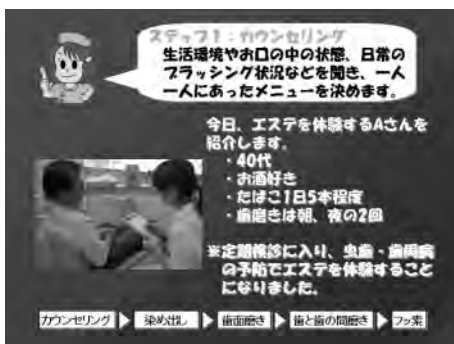 ステップ1:カウンセリング
生活環境やお口の中の状態、日常の
ブラッシング状況などを聞き、一人
一人にあったメニューを決めます。
今日、エステを体験するAさんを
紹介します。
・40代
・お酒好き
・たばこ1日5本程度
・歯磨きは朝、夜の2回
※定期検診に入り、虫歯・歯周病
の予防でエステを体験すること
になりました。
カウンセリング ▶ 染め出し ▶ 歯面磨き ▶ 歯と歯の間磨き ▶ フッ素